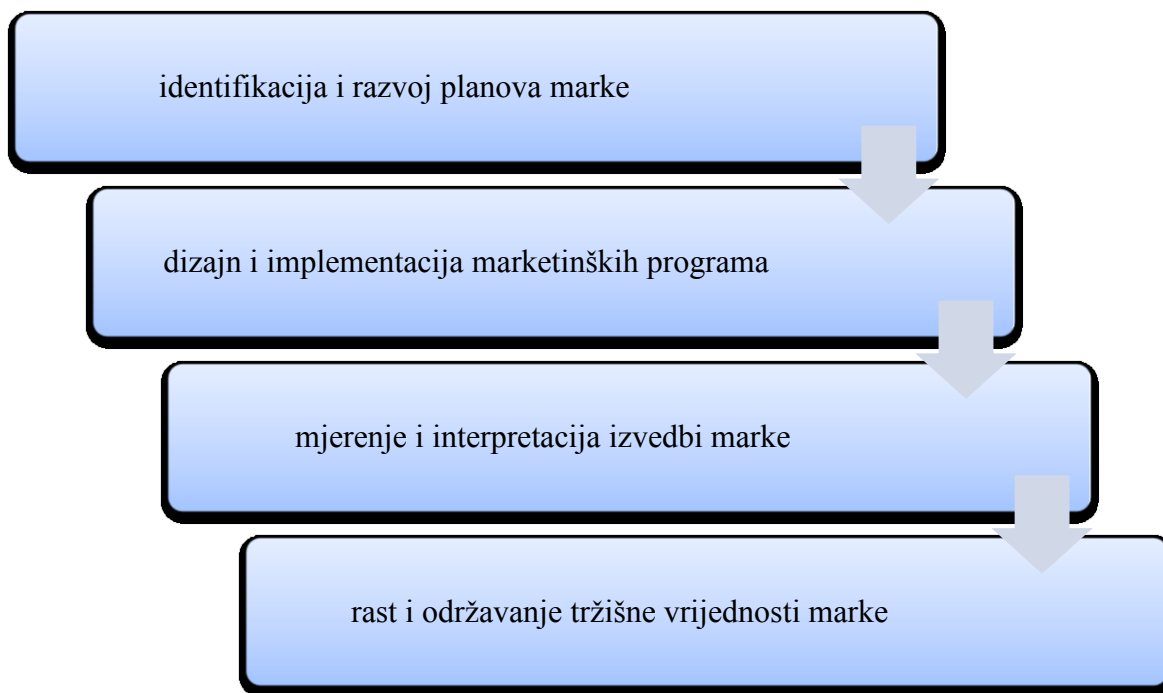 identifikacija i razvoj planova marke
dizajn i implementacija marketinških programa
mjerenje i interpretacija izvedbi marke
rast i održavanje tržišne vrijednosti marke